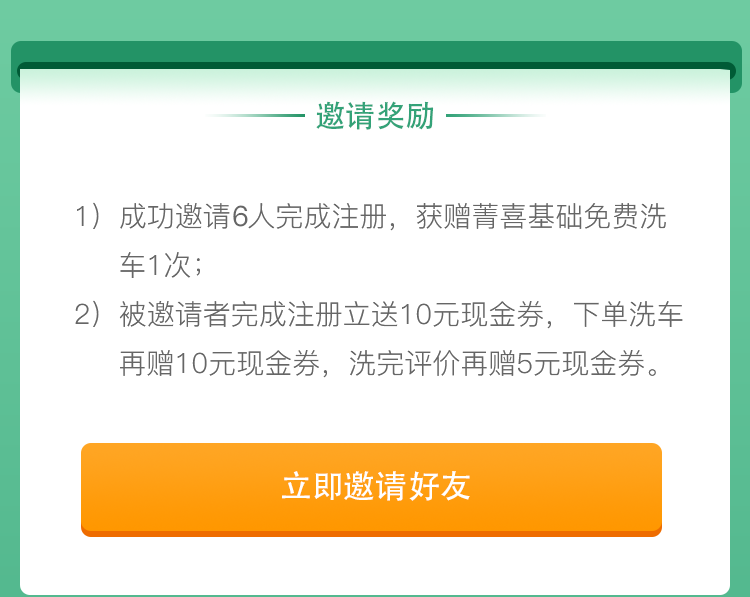 邀请奖励
1）成功邀请6人完成注册，获赠菁喜基础免费洗
车1次；
2）被邀请者完成注册立送10元现金券，下单洗车
再赠10元现金券，洗完评价再赠5元现金券。
立即邀请好友